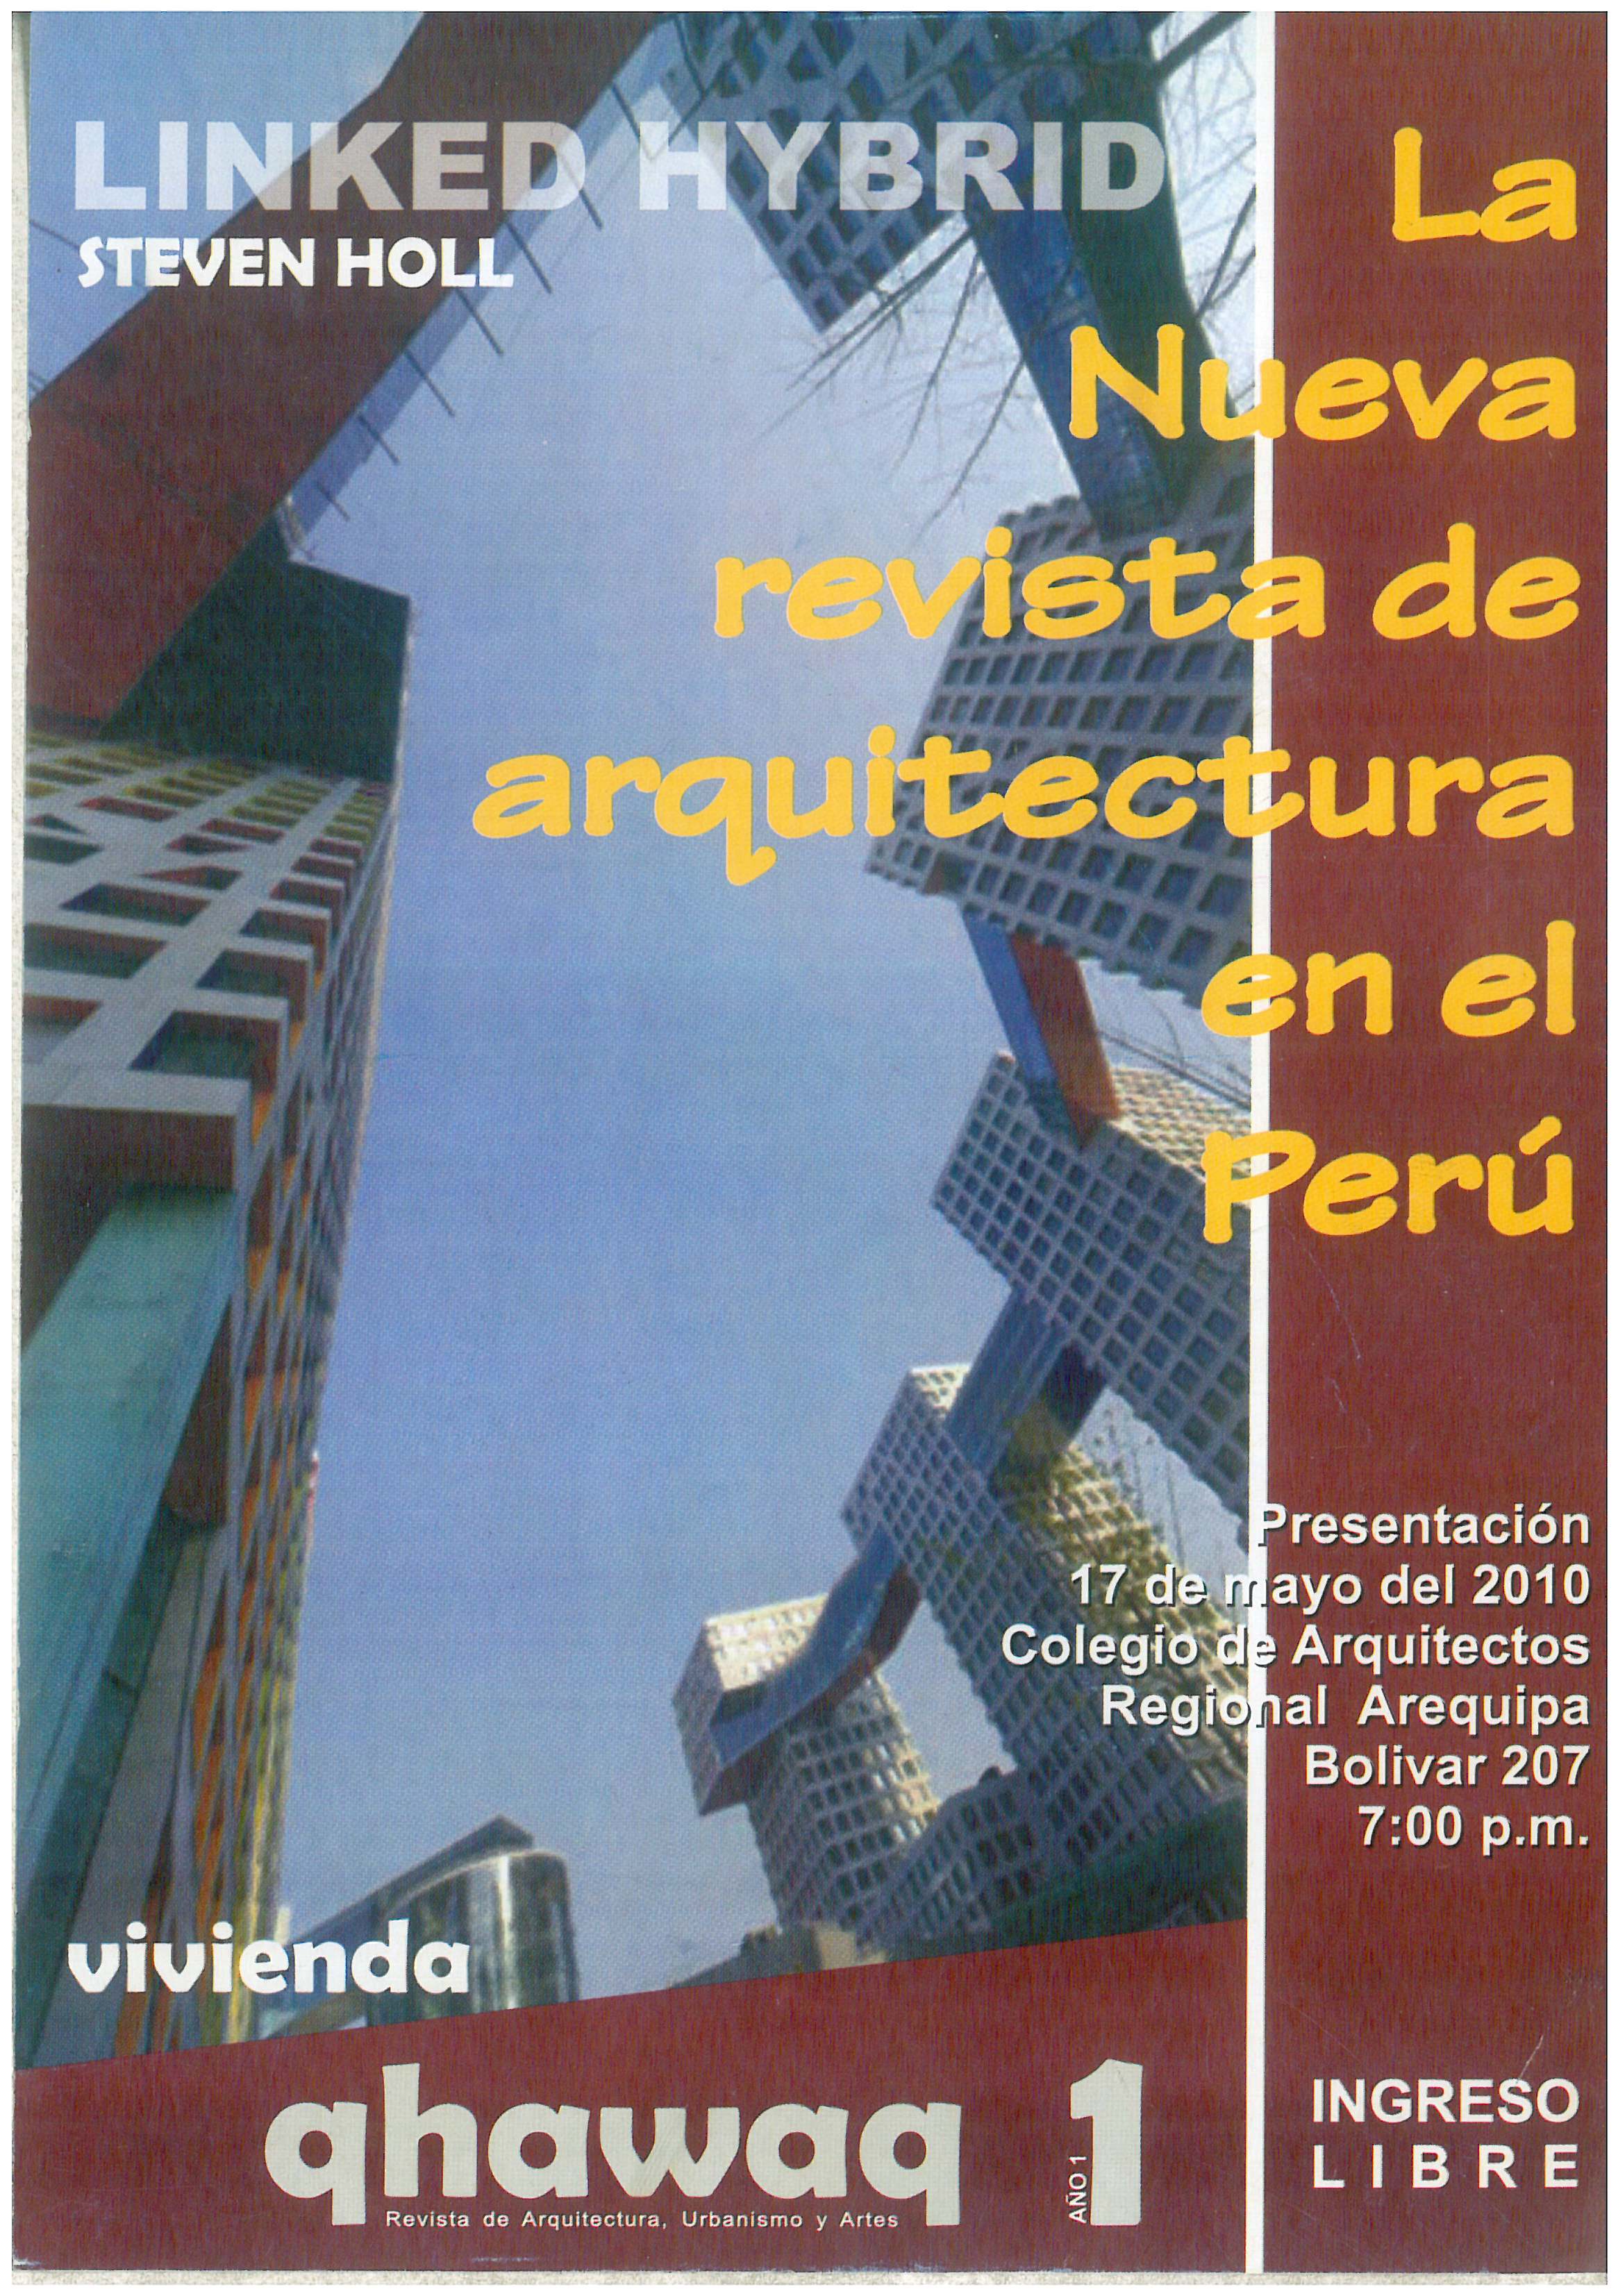 LINKED HYBRID
STEVEN HOLL
La
Nueva
revista de
arquitectura
en el
Perú
Presentación
17 de mayo del 2010
Colegio de Arquitectos
Regional Arequipa
Bolivar 207
7:00 p.m.
vivienda
qhawaq
AÑO 1
1
Revista de Arquitectura, Urbanismo y Artes
INGRESO
LIBRE